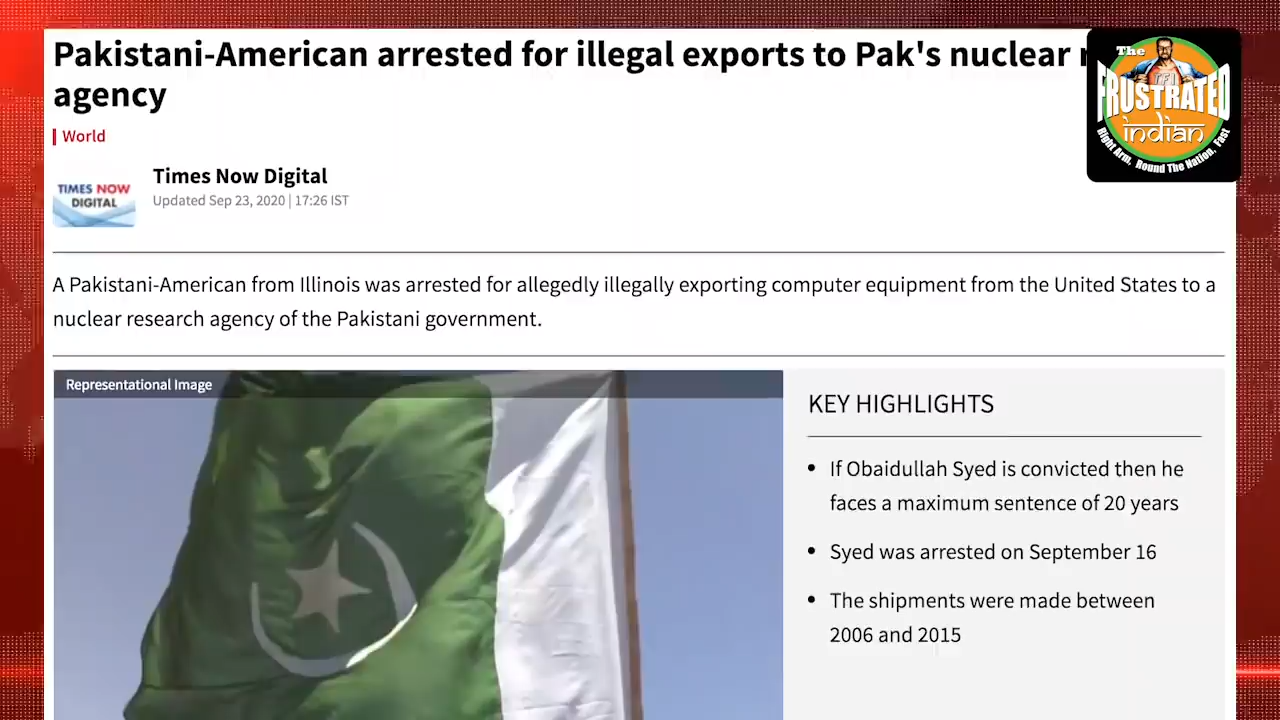 Pakistani-American arrested for illegal exports to Pak's nuclear
agency
The
TFI
FRUSTRATED
indian
Right Arm, Round The Nation, Fast
World
TIMES NOW
DIGITAL
Times Now Digital
Updated Sep 23, 2020 | 17:26 IST
A Pakistani-American from Illinois was arrested for allegedly illegally exporting computer equipment from the United States to a
nuclear research agency of the Pakistani government.
Representational Image
KEY HIGHLIGHTS
• If Obaidullah Syed is convicted then he
faces a maximum sentence of 20 years
• Syed was arrested on September 16
• The shipments were made between
2006 and 2015